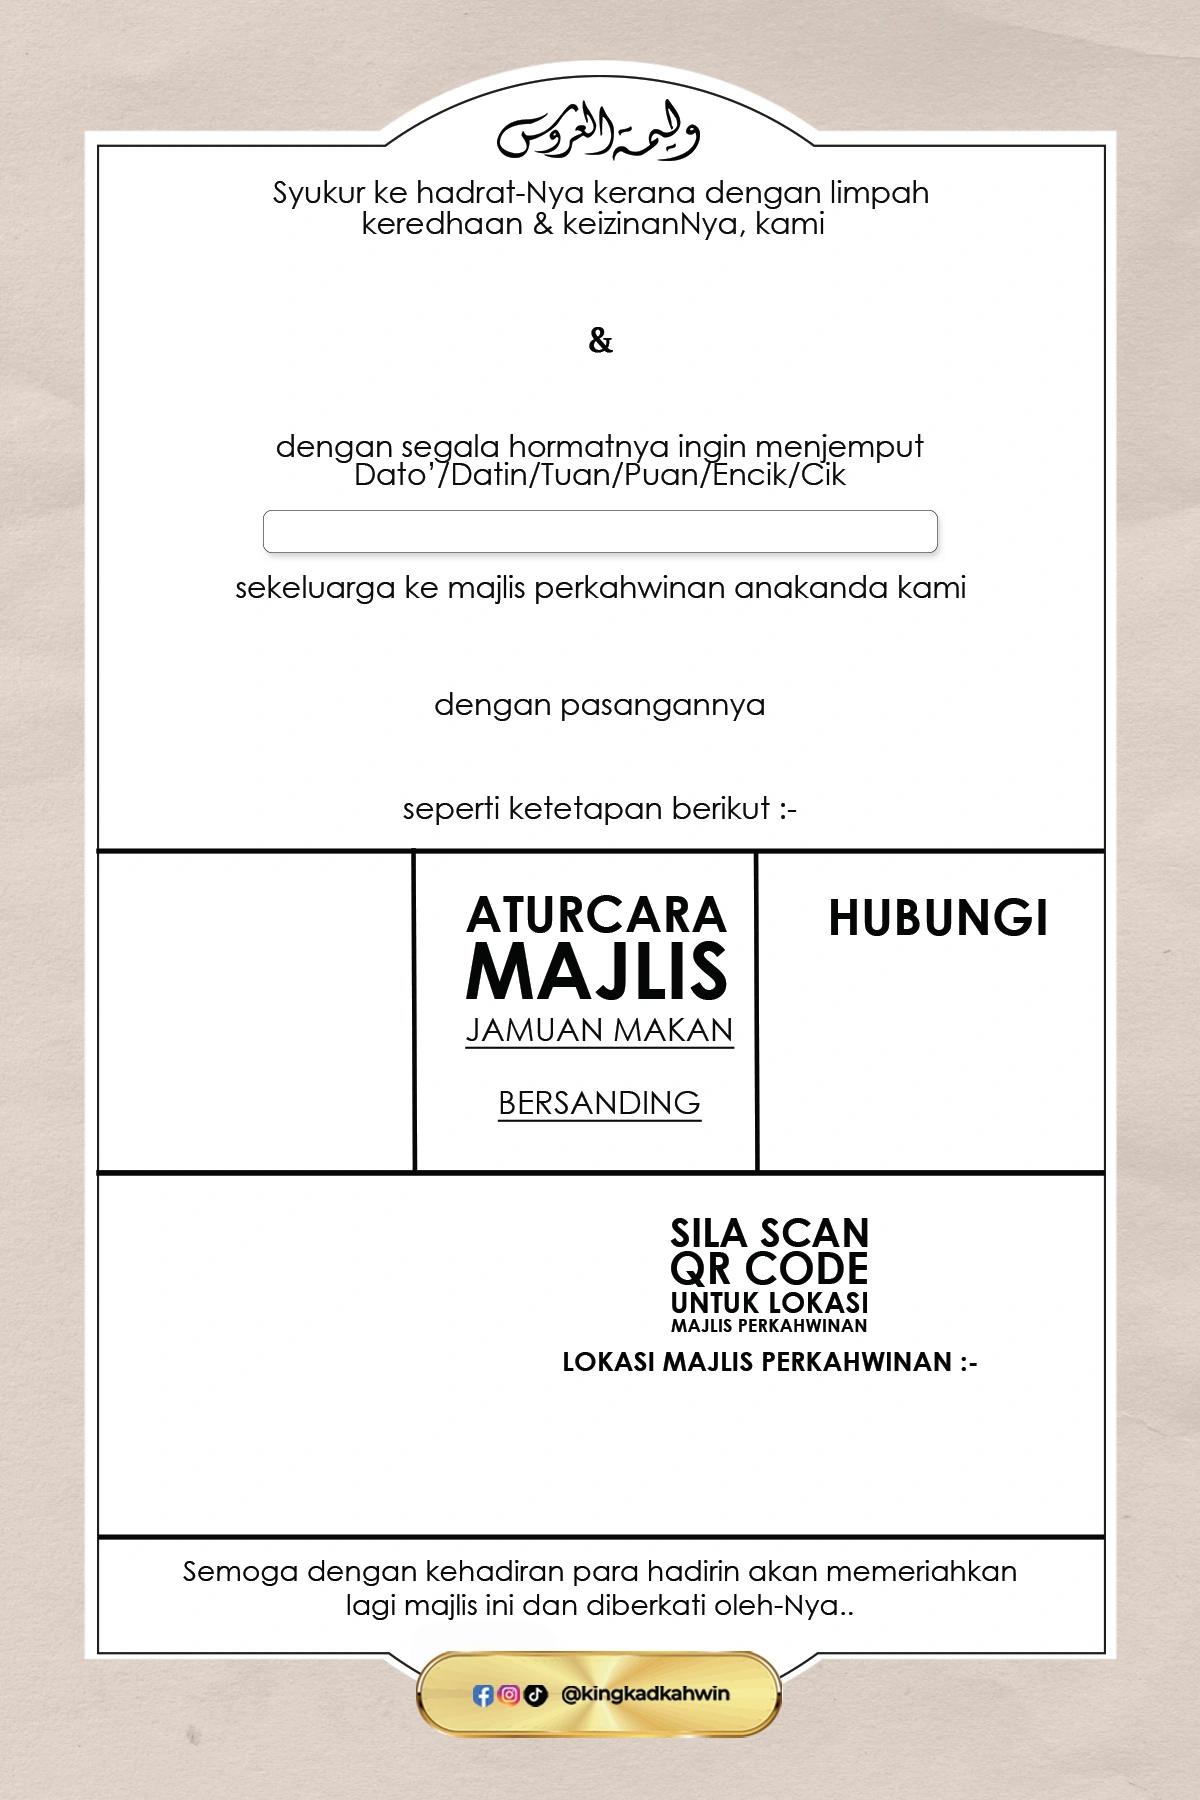 وليمة العروس
Syukur ke hadrat-Nya kerana dengan limpah
keredhaan & keizinanNya, kami
&
dengan segala hormatnya ingin menjemput
Dato'/Datin/Tuan/Puan/Encik/Cik
sekeluarga ke majlis perkahwinan anakanda kami
dengan pasangannya
seperti ketetapan berikut :-
ATURCARA
MAJLIS
JAMUAN MAKAN
BERSANDING
HUBUNGI
SILA SCAN
QR CODE
UNTUK LOKASI
MAJLIS PERKAHWINAN
LOKASI MAJLIS PERKAHWINAN :-
Semoga dengan kehadiran para hadirin akan memeriahkan
lagi majlis ini dan diberkati oleh-Nya..
@kingkadkahwin